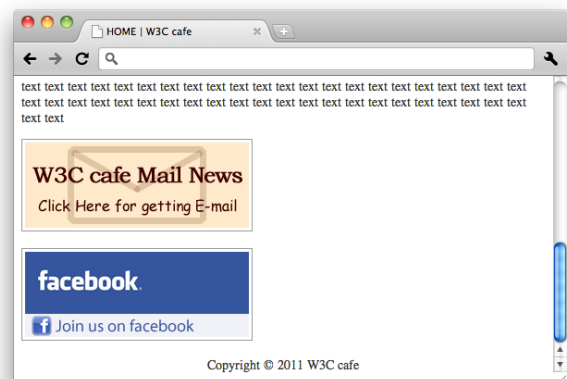 HOME | W3C cafe
text text text text text text text text text text text text text text text text text text text text text text
text text text text text text text text text text text text text text text text text text text text text text
text text
W3C cafe Mail News
Click Here for getting E-mail
facebook.
f Join us on facebook
Copyright © 2011 W3C cafe